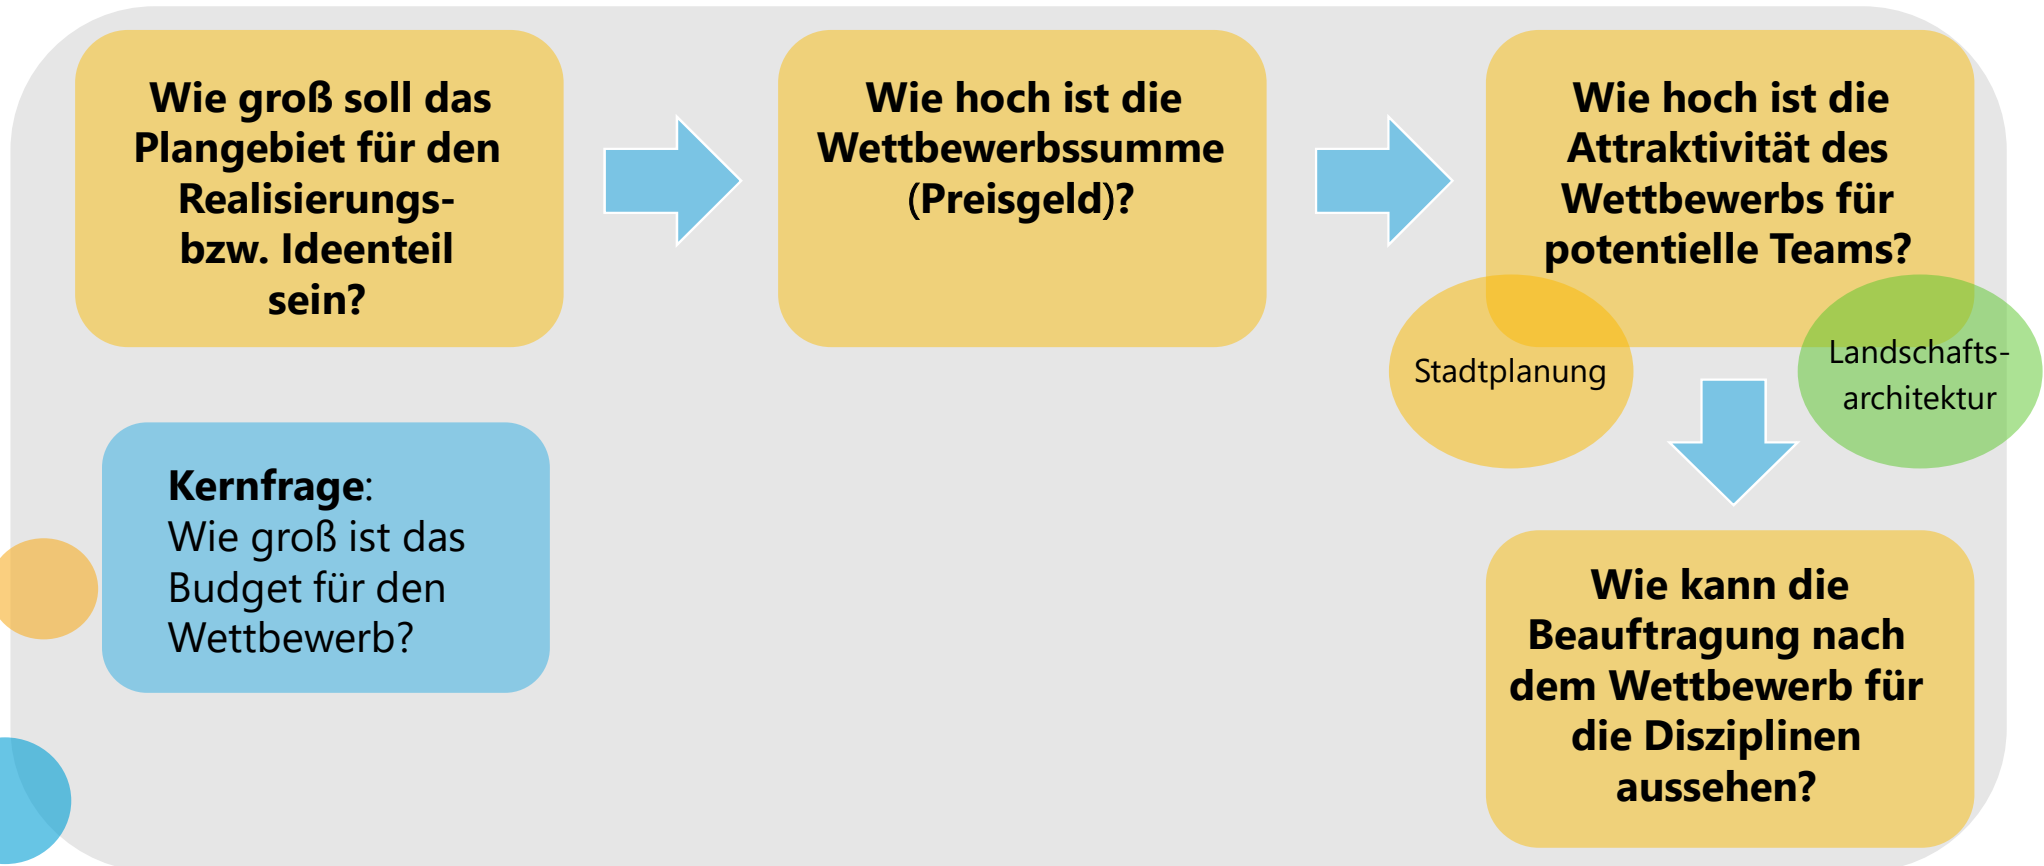 Wie groß soll das
Plangebiet für den
Realisierungs-
bzw. Ideenteil
sein?
Wie hoch ist die
Wettbewerbssumme
(Preisgeld)?
Wie hoch ist die
Attraktivität des
Wettbewerbs für
potentielle Teams?
Stadtplanung
Landschafts-
architektur
Kernfrage:
Wie groß ist das
Budget für den
Wettbewerb?
Wie kann die
Beauftragung nach
dem Wettbewerb für
die Disziplinen
aussehen?